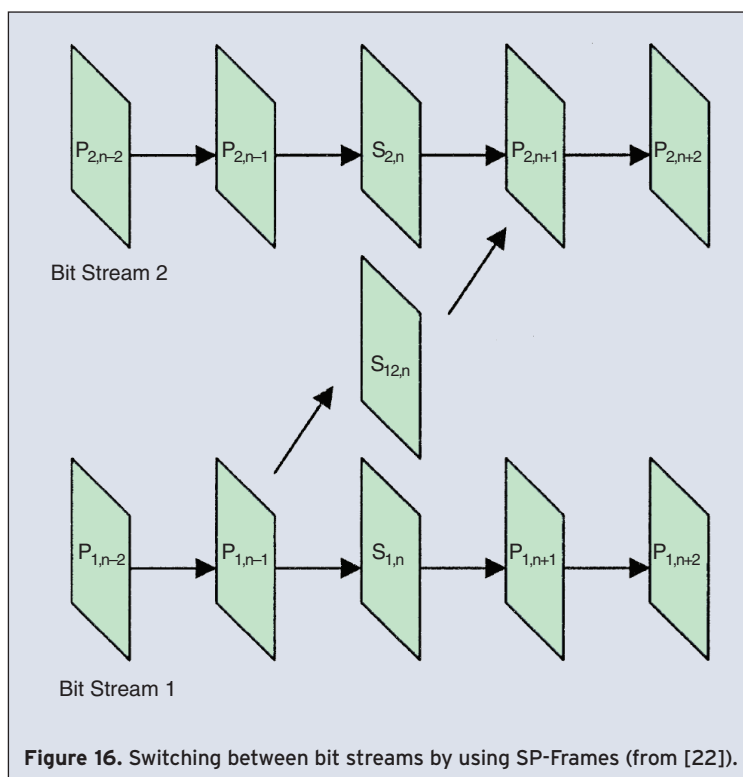 P2,n–2 P2,n–1 S2,n P2,n+1 P2,n+2
Bit Stream 2
S12,n
P1,n–2 P1,n–1 S1,n P1,n+1 P1,n+2
Bit Stream 1
Figure 16. Switching between bit streams by using SP-Frames (from [22]).